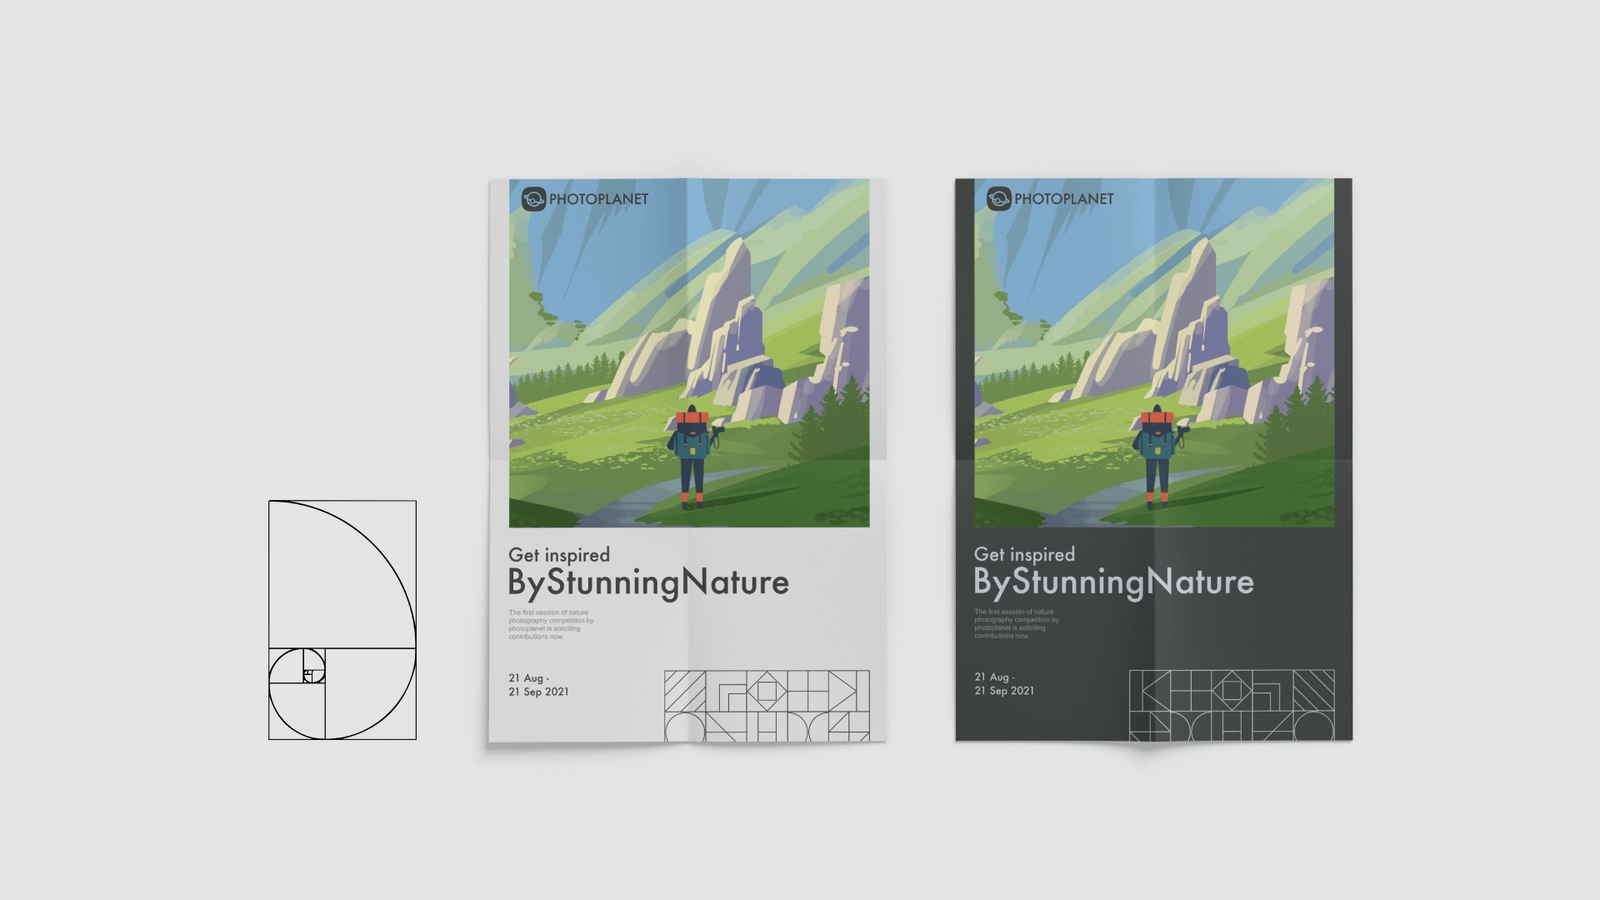 PHOTOPLANET
Get inspired
ByStunningNature
The first session of nature
photography competition by
photoplanet is soliciting
contributions now.
21 Aug -
21 Sep 2021
PHOTOPLANET
Get inspired
ByStunningNature
The first session of nature
photography competition by
photoplanet is soliciting
contributions now.
21 Aug -
21 Sep 2021